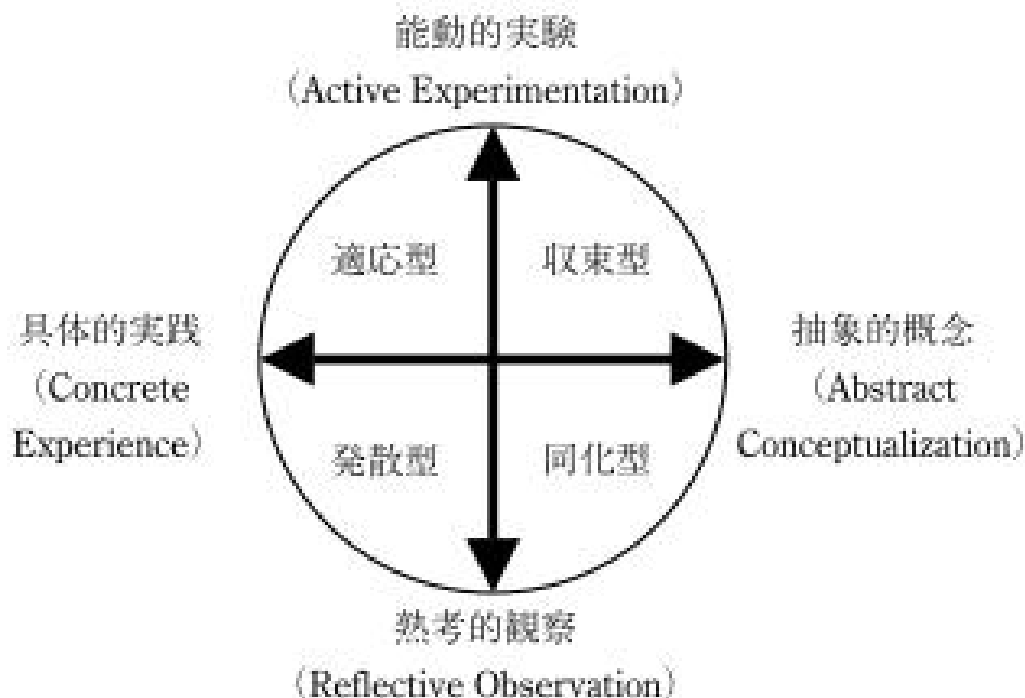 能動的実験
(Active Experimentation)
適応型
収束型
具体的実践
(Concrete
Experience)
抽象的概念
(Abstract
Conceptualization)
発散型
同化型
熟考的観察
(Reflective Observation)